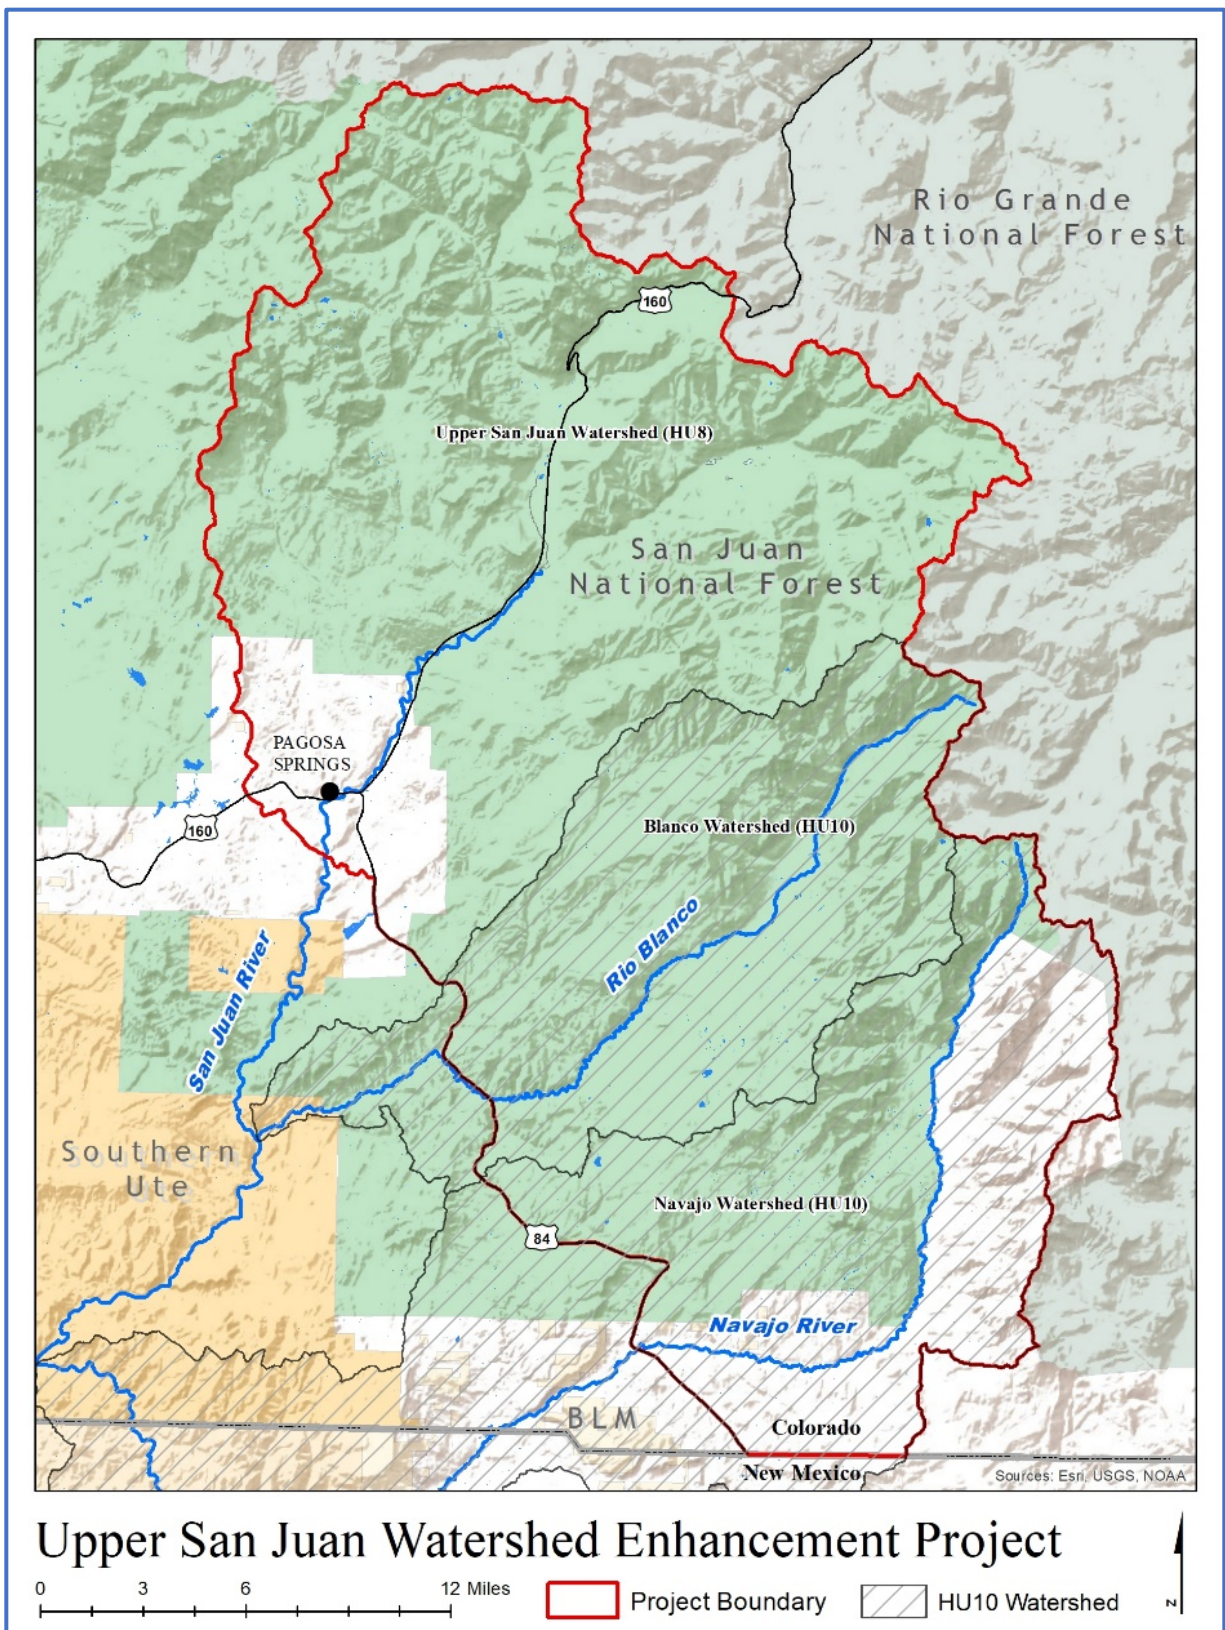 Rio Grande
National Forest
160
Upper San Juan Watershed (HU8)
San Juan
National Forest
PAGOSA
SPRINGS
160
Blanco Watershed (HU10)
Rio Blanco
San Juan River
Southern
Ute
Navajo Watershed (HU10)
84
Navajo River
BLM
Colorado
New Mexico
Sources: Esri, USGS, NOAA
Upper San Juan Watershed Enhancement Project
0 3 6 12 Miles
Project Boundary
HU10 Watershed
N